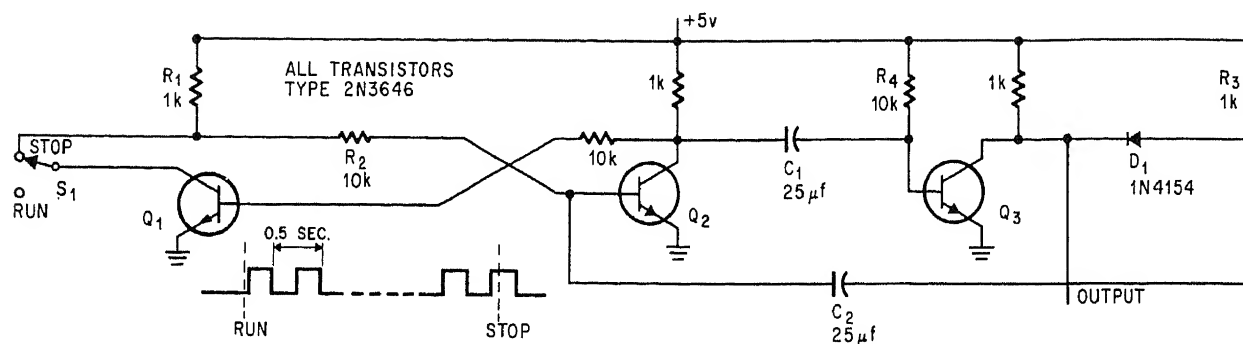 +5v
ALL TRANSISTORS
TYPE 2N3646
R1
1k
1k
R4
10k
1k
R3
1k
STOP
S1
RUN
R2
10k
10k
C1
25μf
D1
1N4154
Q1
Q2
Q3
0.5 SEC.
RUN
STOP
C2
25μf
OUTPUT